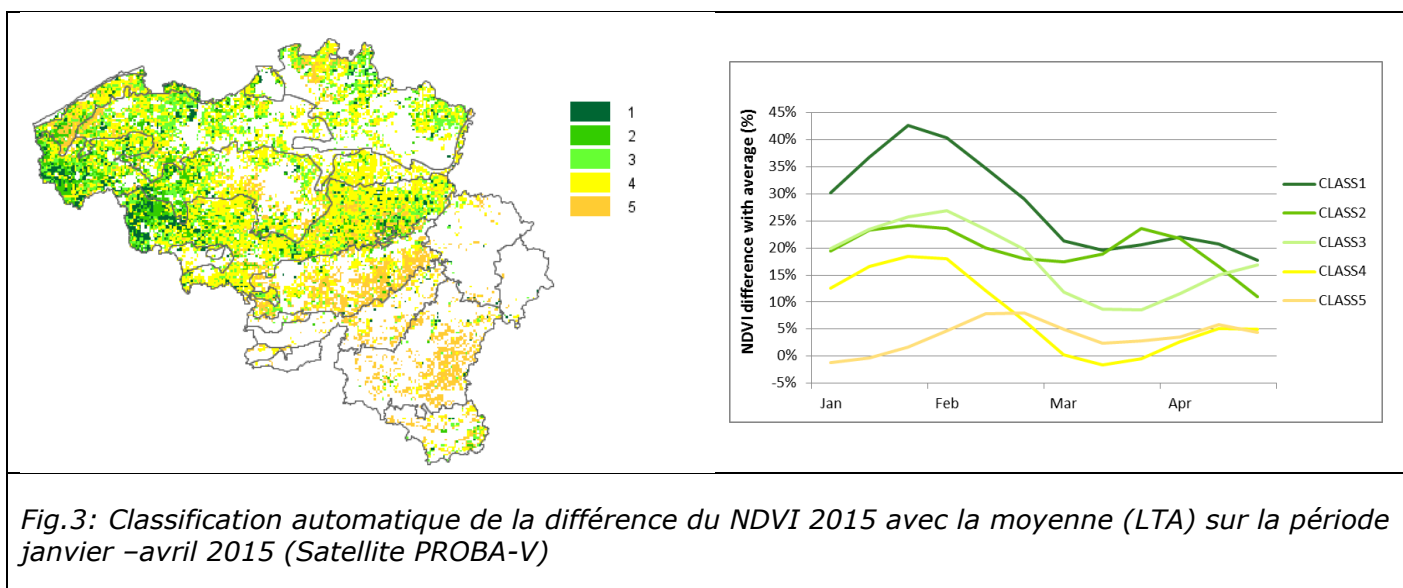 1
2
3
4
5
NDVI difference with average (%)
45%
40%
35%
30%
25%
20%
15%
10%
5%
0%
-5%
Jan Feb Mar Apr
CLASS1
CLASS2
CLASS3
CLASS4
CLASS5
Fig.3: Classification automatique de la différence du NDVI 2015 avec la moyenne (LTA) sur la période
janvier –avril 2015 (Satellite PROBA-V)